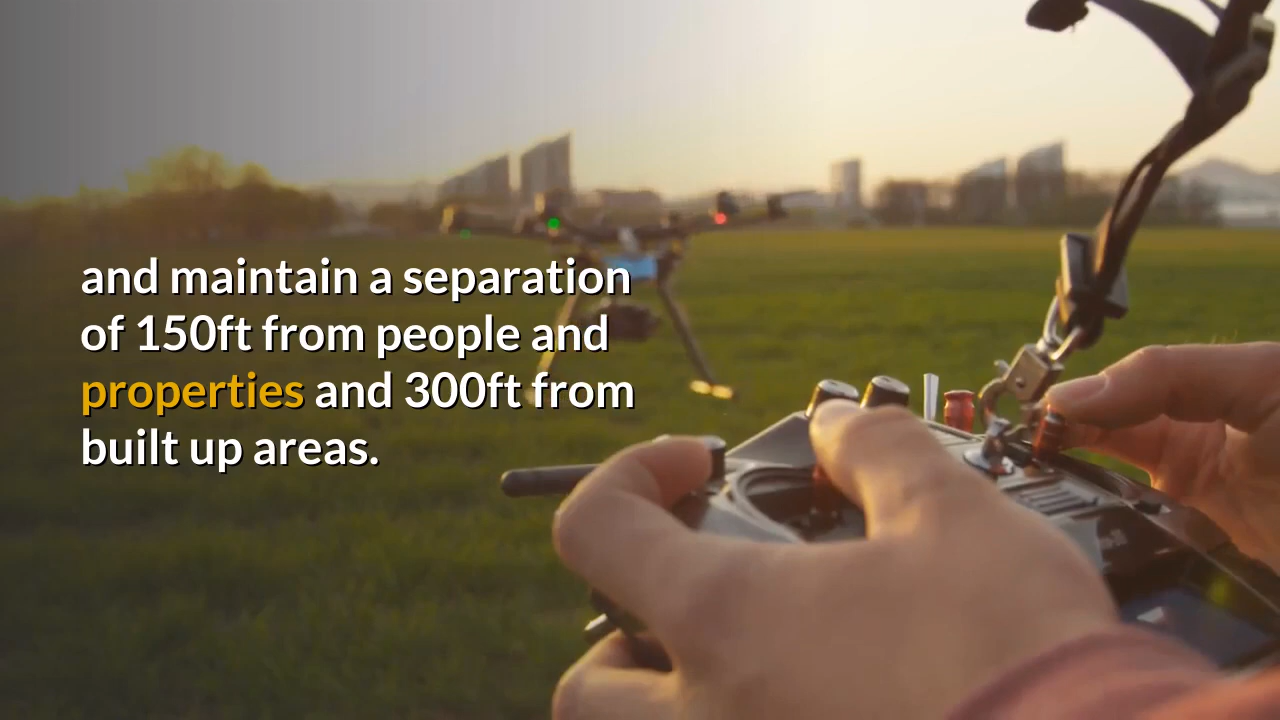 and maintain a separation
of 150ft from people and
properties and 300ft from
built up areas.